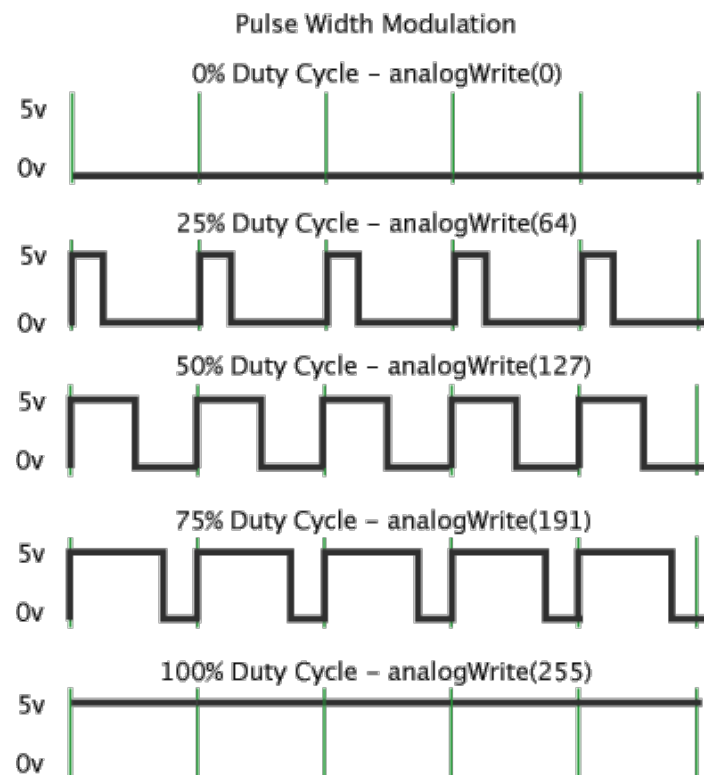 Pulse Width Modulation
0% Duty Cycle – analogWrite(0)
5v
0v
25% Duty Cycle – analogWrite(64)
5v
0v
50% Duty Cycle – analogWrite(127)
5v
0v
75% Duty Cycle – analogWrite(191)
5v
0v
100% Duty Cycle – analogWrite(255)
5v
0v